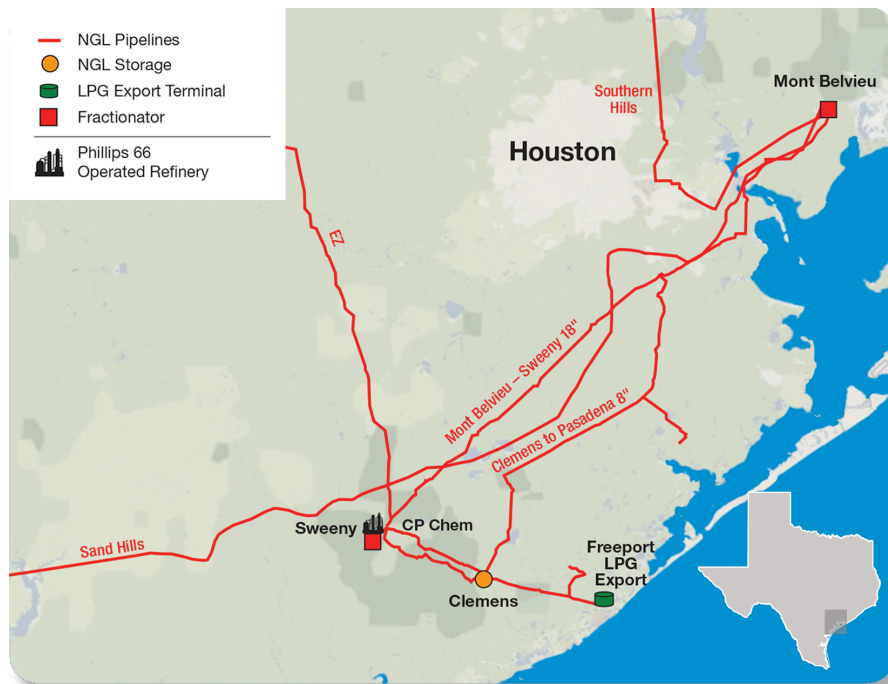 NGL Pipelines
NGL Storage
LPG Export Terminal
Fractionator
Phillips 66
Operated Refinery
Mont Belvieu
Southern
Hills
Houston
EZ
Mont Belvieu – Sweeny 18"
Clemens to Pasadena 8"
Sweeny
CP Chem
Sand Hills
Freeport
LPG
Export
Clemens